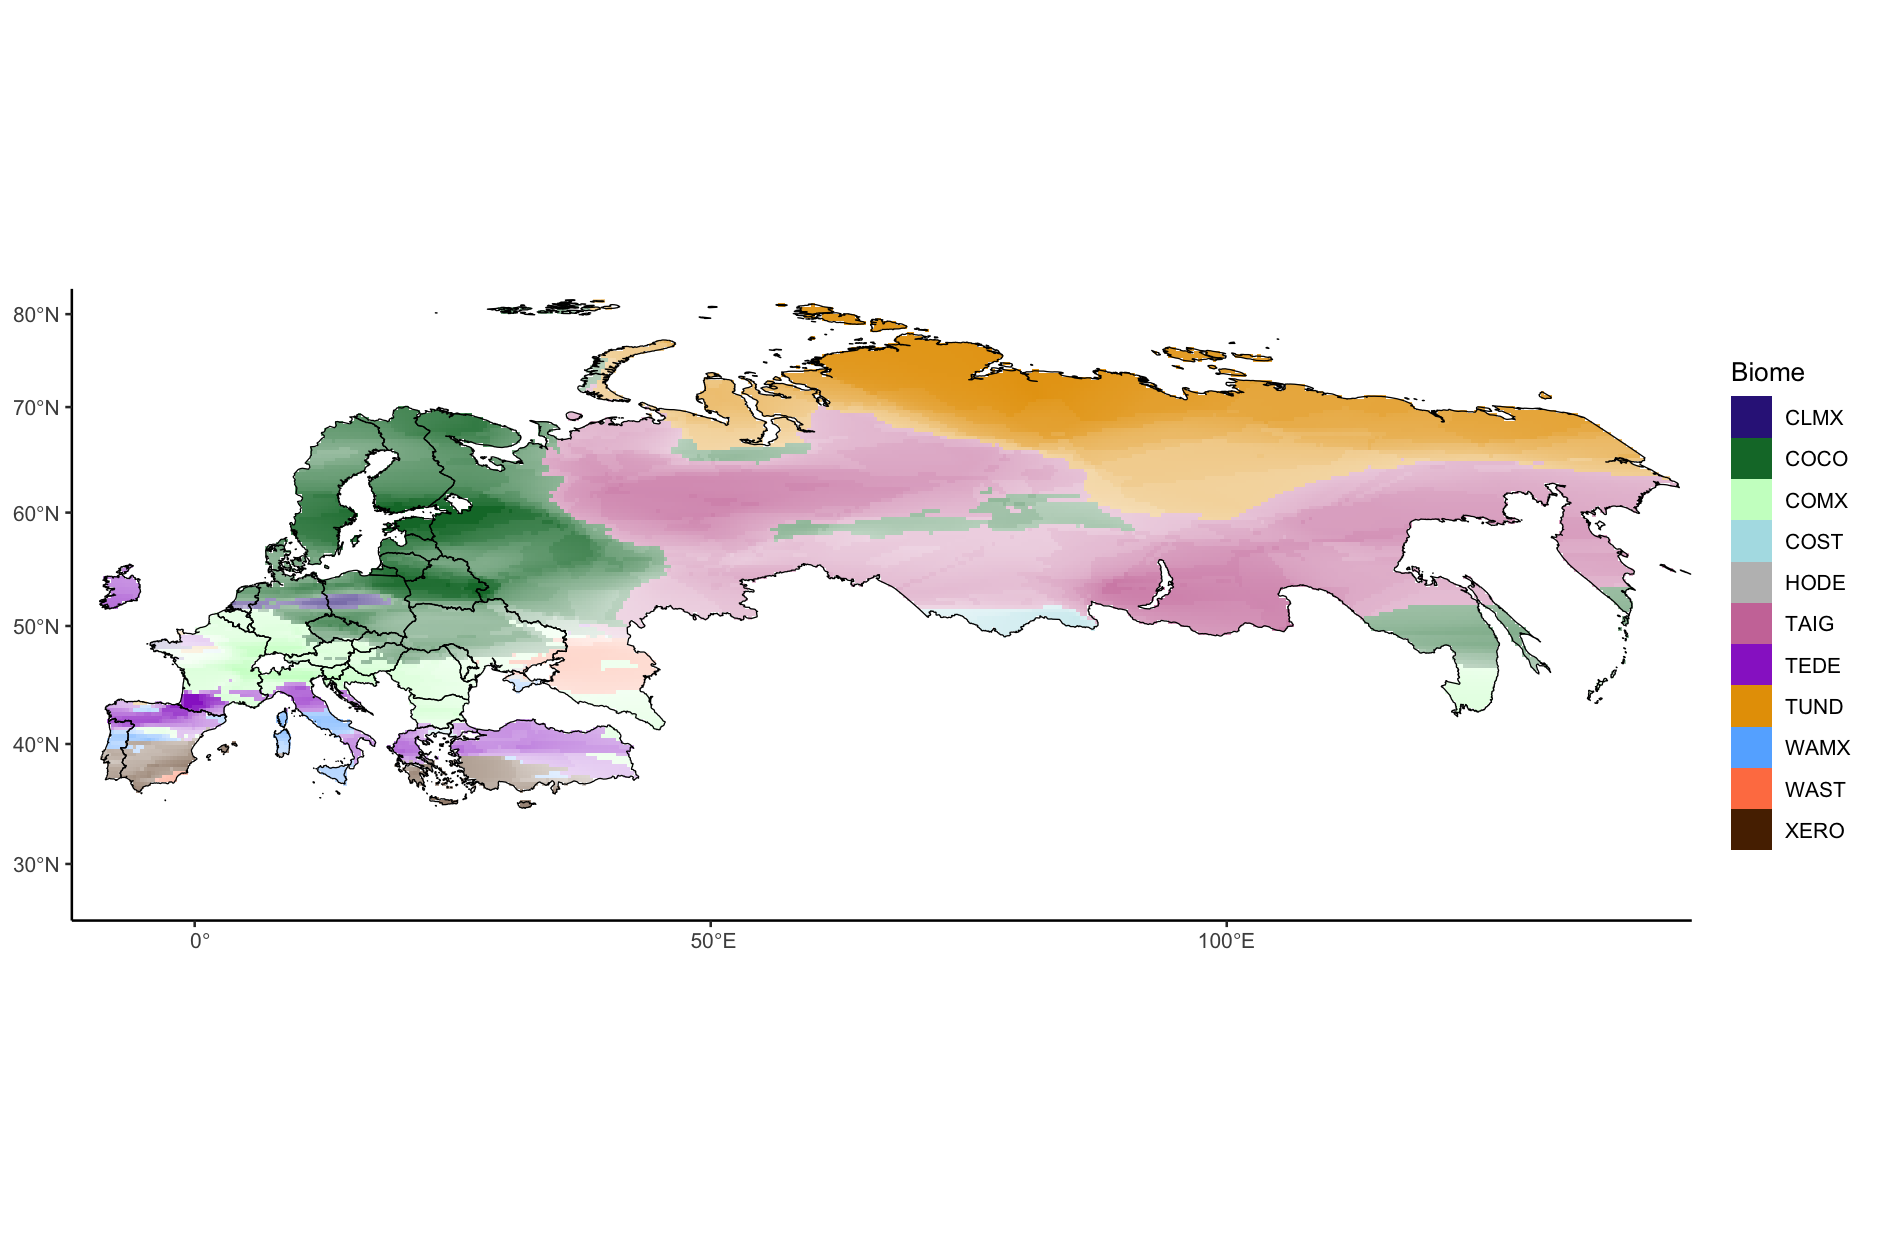 80°N
70°N
60°N
50°N
40°N
30°N
0°
50°E
100°E
Biome
CLMX
COCO
COMX
COST
HODE
TAIG
TEDE
TUND
WAMX
WAST
XERO